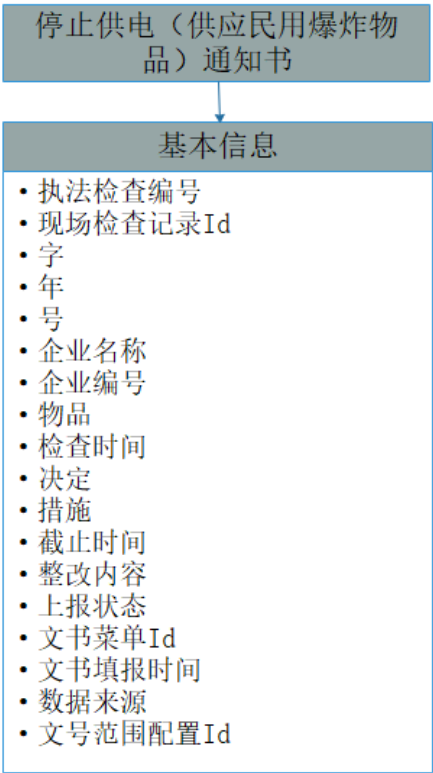 停止供电（供应民用爆炸物
品）通知书
基本信息
•执法检查编号
•现场检查记录Id
•字
•年
•号
•企业名称
•企业编号
•物品
•检查时间
•决定
•措施
•截止时间
•整改内容
•上报状态
•文书菜单Id
•文书填报时间
•数据来源
•文号范围配置Id